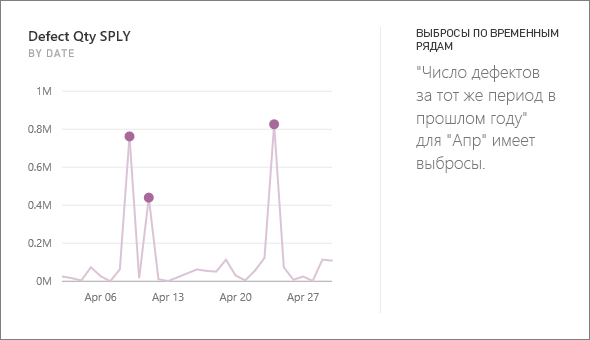 Defect Qty SPLY
BY DATE
1M
0.8M
0.6M
0.4M
0.2M
0M
Apr 06
Apr 13
Apr 20
Apr 27
ВЫБРОСЫ ПО ВРЕМЕННЫМ
РЯДАМ
"Число дефектов
за тот же период в
прошлом году"
для "Апр" имеет
выбросы.